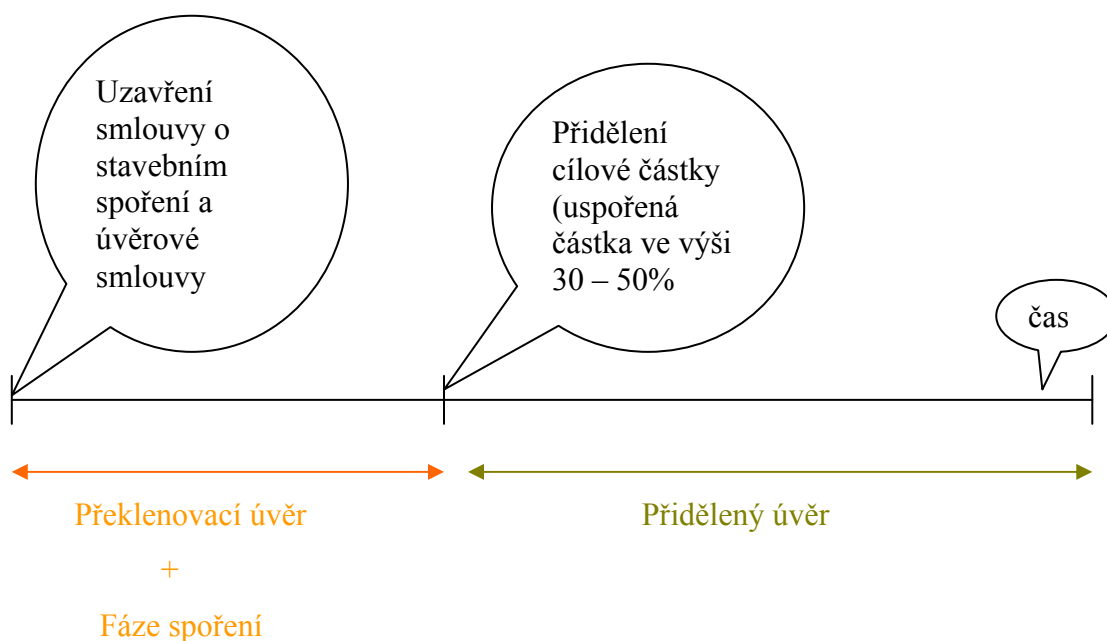 Uzavření
smlouvy o
stavebním
spoření a
úvěrové
smlouvy
Přidělení
cílové částky
(uspořená
částka ve výši
30 – 50%
čas
Překlenovací úvěr
+
Fáze spoření
Přidělený úvěr